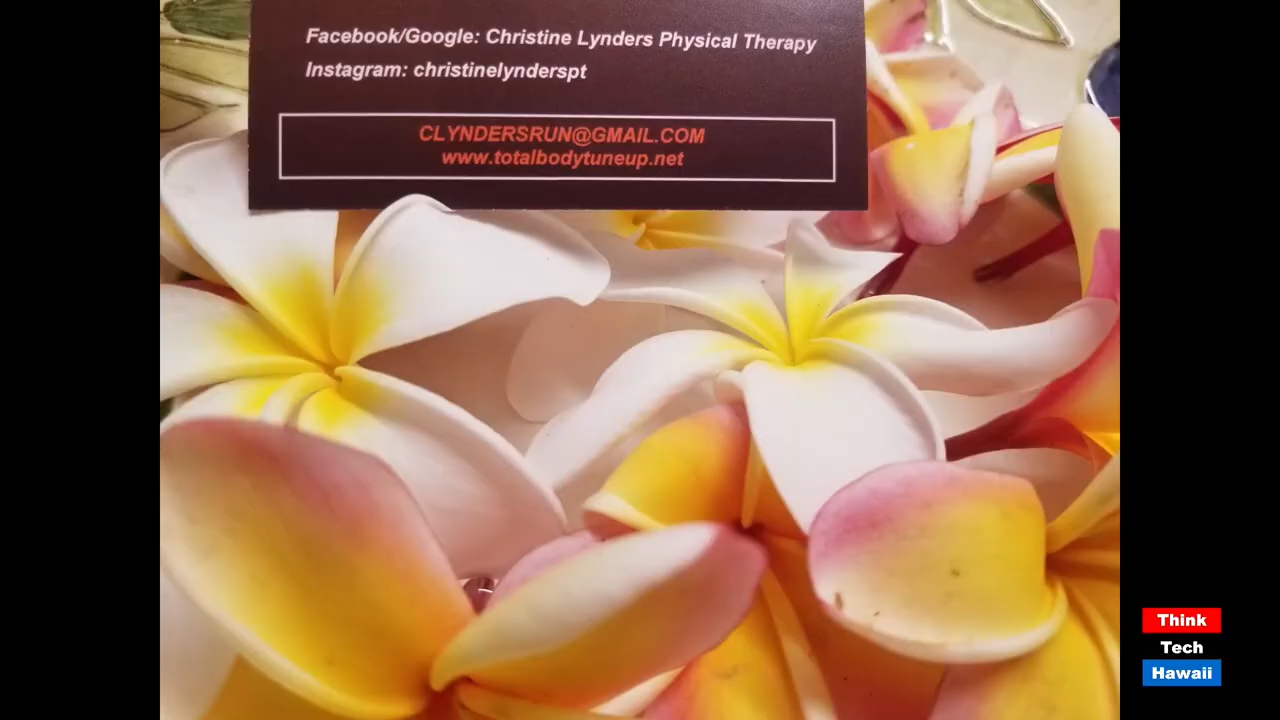 Facebook/Google: Christine Lynders Physical Therapy
Instagram: christinelynderspt
CLYNDERSRUN@GMAIL.COM
www.totalbodytuneup.net
Think
Tech
Hawaii